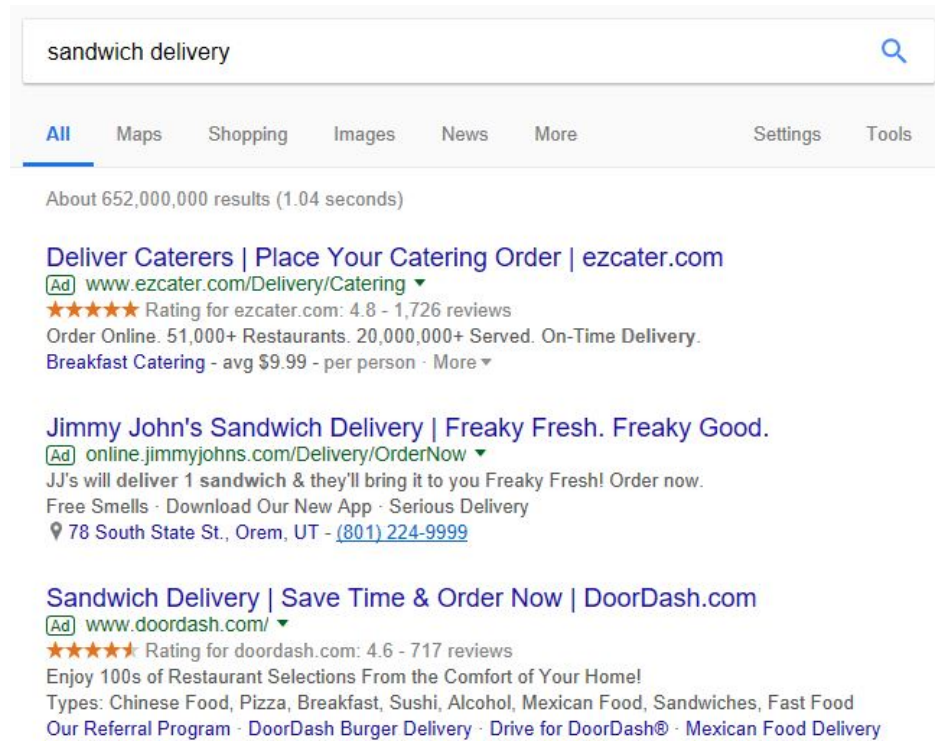 sandwich delivery
All Maps Shopping Images News More Settings Tools
About 652,000,000 results (1.04 seconds)
Deliver Caterers | Place Your Catering Order | ezcater.com
Ad www.ezcater.com/Delivery/Catering ▼
★★★★★ Rating for ezcater.com: 4.8 - 1,726 reviews
Order Online. 51,000+ Restaurants. 20,000,000+ Served. On-Time Delivery.
Breakfast Catering - avg $9.99 - per person · More ▼
Jimmy John's Sandwich Delivery | Freaky Fresh. Freaky Good.
Ad online.jimmyjohns.com/Delivery/OrderNow ▼
JJ's will deliver 1 sandwich & they'll bring it to you Freaky Fresh! Order now.
Free Smells · Download Our New App · Serious Delivery
78 South State St., Orem, UT - (801) 224-9999
Sandwich Delivery | Save Time & Order Now | DoorDash.com
Ad www.doordash.com/ ▼
★★★★★ Rating for doordash.com: 4.6 - 717 reviews
Enjoy 100s of Restaurant Selections From the Comfort of Your Home!
Types: Chinese Food, Pizza, Breakfast, Sushi, Alcohol, Mexican Food, Sandwiches, Fast Food
Our Referral Program · DoorDash Burger Delivery · Drive for DoorDash® · Mexican Food Delivery